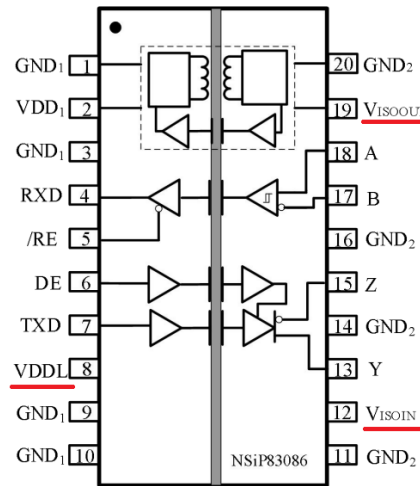 GND1 1
VDD1 2
GND1 3
RXD 4
/RE 5
DE 6
TXD 7
VDDL 8
GND1 9
GND1 10
20 GND2
19 VISOOUT
18 A
17 B
16 GND2
15 Z
14 GND2
13 Y
12 VISOIN
11 GND2
NSiP83086